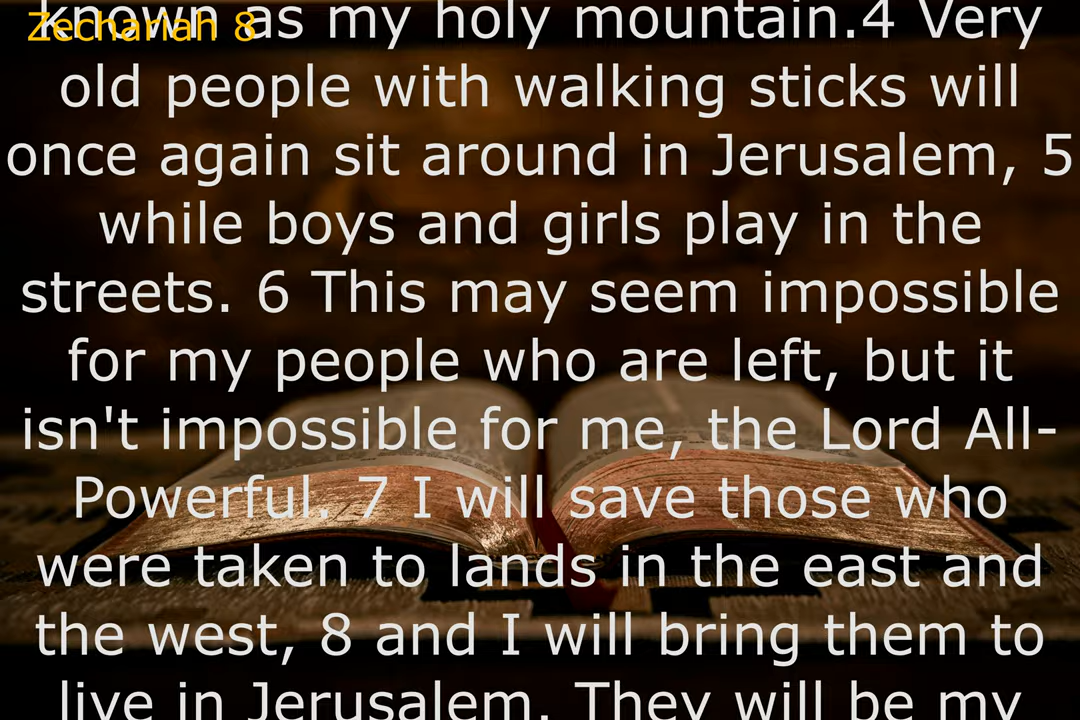 Zechariah 8
known as my holy mountain.4 Very
old people with walking sticks will
once again sit around in Jerusalem, 5
while boys and girls play in the
streets. 6 This may seem impossible
for my people who are left, but it
isn't impossible for me, the Lord All-
Powerful. 7 I will save those who
were taken to lands in the east and
the west, 8 and I will bring them to
live in Jerusalem. They will be my